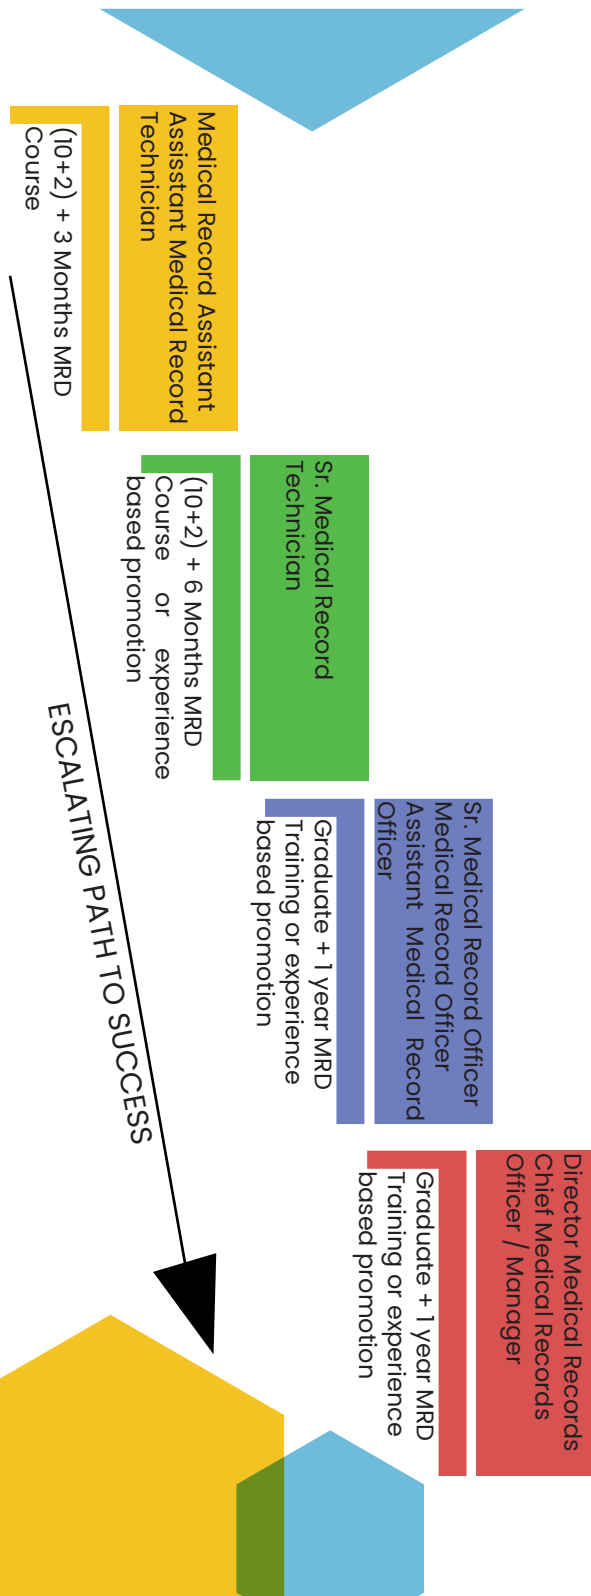 Medical Record Assistant
Assisstant Medical Record
Technician
(10+2) + 3 Months MRD
Course
Sr. Medical Record
Technician
(10+2) + 6 Months MRD
Course or experience
based promotion
Sr. Medical Record Officer
Medical Record Officer
Assistant Medical Record
Officer
Graduate + 1 year MRD
Training or experience
based promotion
Director Medical Records
Chief Medical Records
Officer / Manager
Graduate + 1 year MRD
Training or experience
based promotion
ESCALATING PATH TO SUCCESS